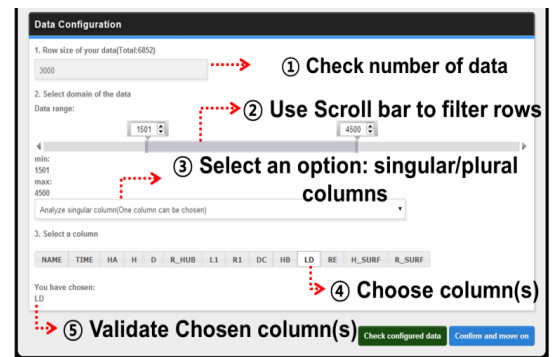 Data Configuration
1. Row size of your data(Total:6852)
3000
① Check number of data
2. Select domain of the data
Data range:
② Use Scroll bar to filter rows
1501 4500
min:
1501
max:
4500
③ Select an option: singular/plural
columns
Analyze singular column(One column can be chosen)
3. Select a column
NAME TIME HA H D R_HUB L1 R1 DC HB LD RE H_SURF R_SURF
You have chosen:
LD
④ Choose column(s)
⑤ Validate Chosen column(s)
Check configured data Confirm and move on